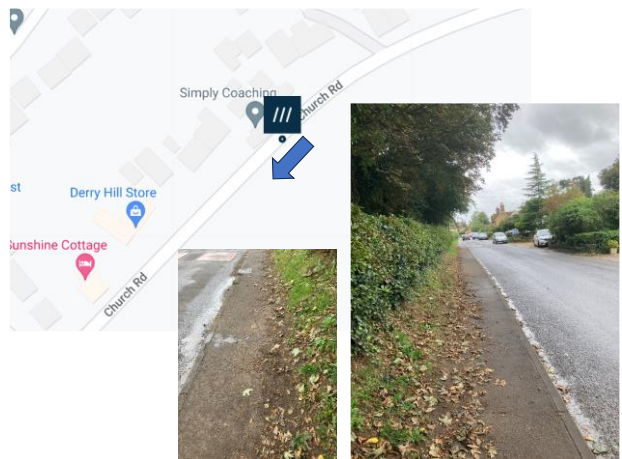 Simply Coaching
///
Church Rd
st
Derry Hill Store
Sunshine Cottage
Church Rd